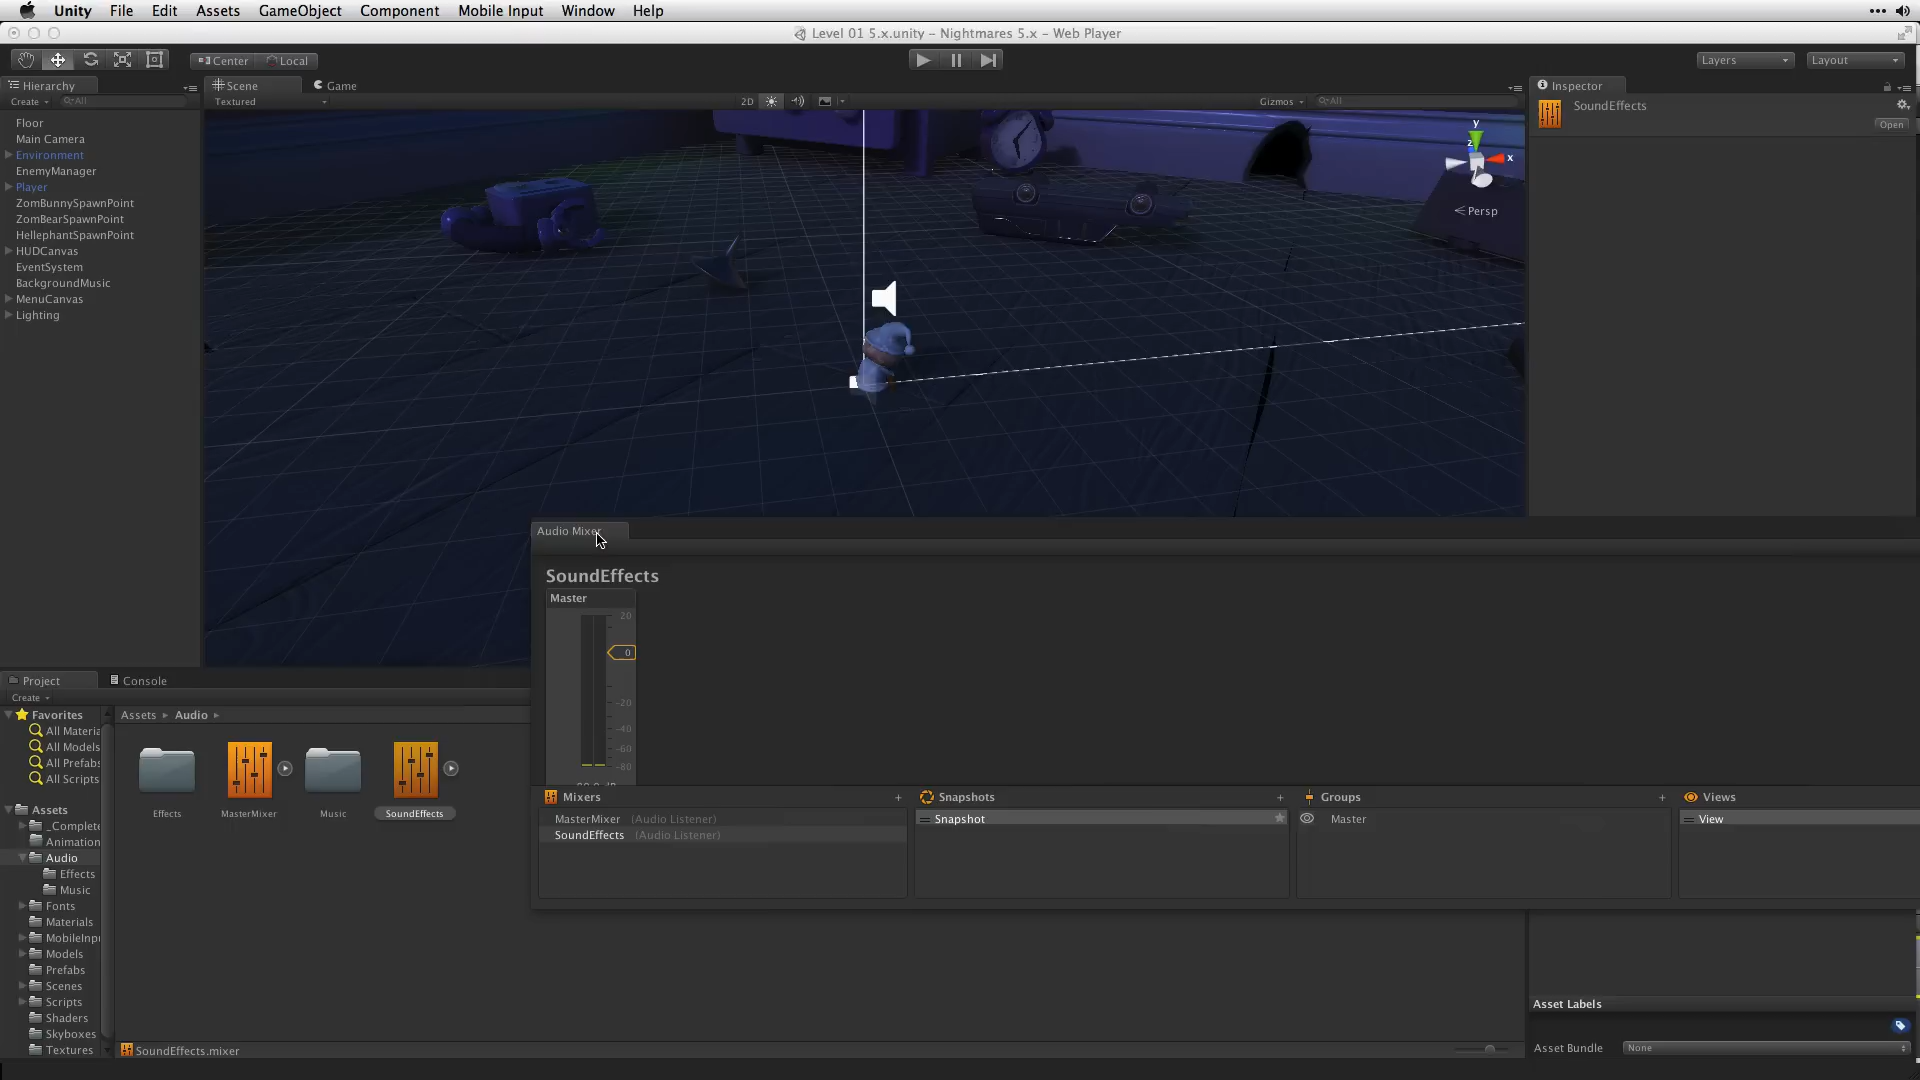 Unity File Edit Assets GameObject Component Mobile Input Window Help
Level 01 5.x.unity – Nightmares 5.x – Web Player
Center Local
Layers Layout
Hierarchy
Create All
Floor
Main Camera
Environment
EnemyManager
Player
ZomBunnySpawnPoint
ZomBearSpawnPoint
HellephantSpawnPoint
HUDCanvas
EventSystem
BackgroundMusic
MenuCanvas
Lighting
Scene Game
Textured 2D Gizmos All
y
z
x
Persp
Inspector
SoundEffects
Open
Audio Mixer
SoundEffects
Master
20
0
-20
-40
-60
-80
Mixers +
MasterMixer (Audio Listener)
SoundEffects (Audio Listener)
Snapshots +
Snapshot
Groups +
Master
Views
View
Project Console
Create
Favorites
All Materia
All Models
All Prefabs
All Scripts
Assets
_Complete
Animation
Audio
Effects
Music
Fonts
Materials
MobileInpu
Models
Prefabs
Scenes
Scripts
Shaders
Skyboxes
Textures
Assets Audio
Effects MasterMixer Music SoundEffects
SoundEffects.mixer
Asset Labels
Asset Bundle None